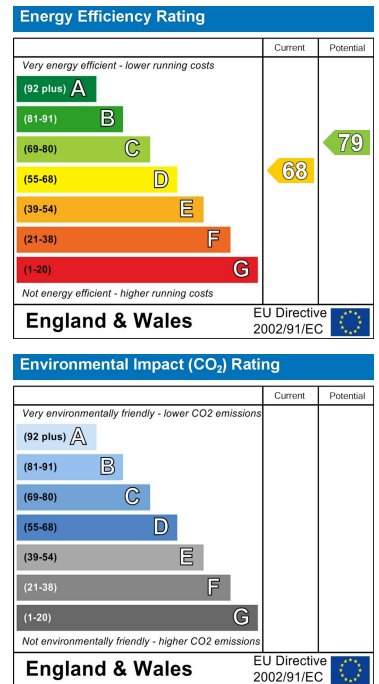 Energy Efficiency Rating
Current Potential
Very energy efficient - lower running costs
(92 plus) A
(81-91) B
(69-80) C
(55-68) D
(39-54) E
(21-38) F
(1-20) G
68
79
Not energy efficient - higher running costs
England & Wales
EU Directive
2002/91/EC
Environmental Impact (CO₂) Rating
Current Potential
Very environmentally friendly - lower CO2 emissions
(92 plus) A
(81-91) B
(69-80) C
(55-68) D
(39-54) E
(21-38) F
(1-20) G
Not environmentally friendly - higher CO2 emissions
England & Wales
EU Directive
2002/91/EC